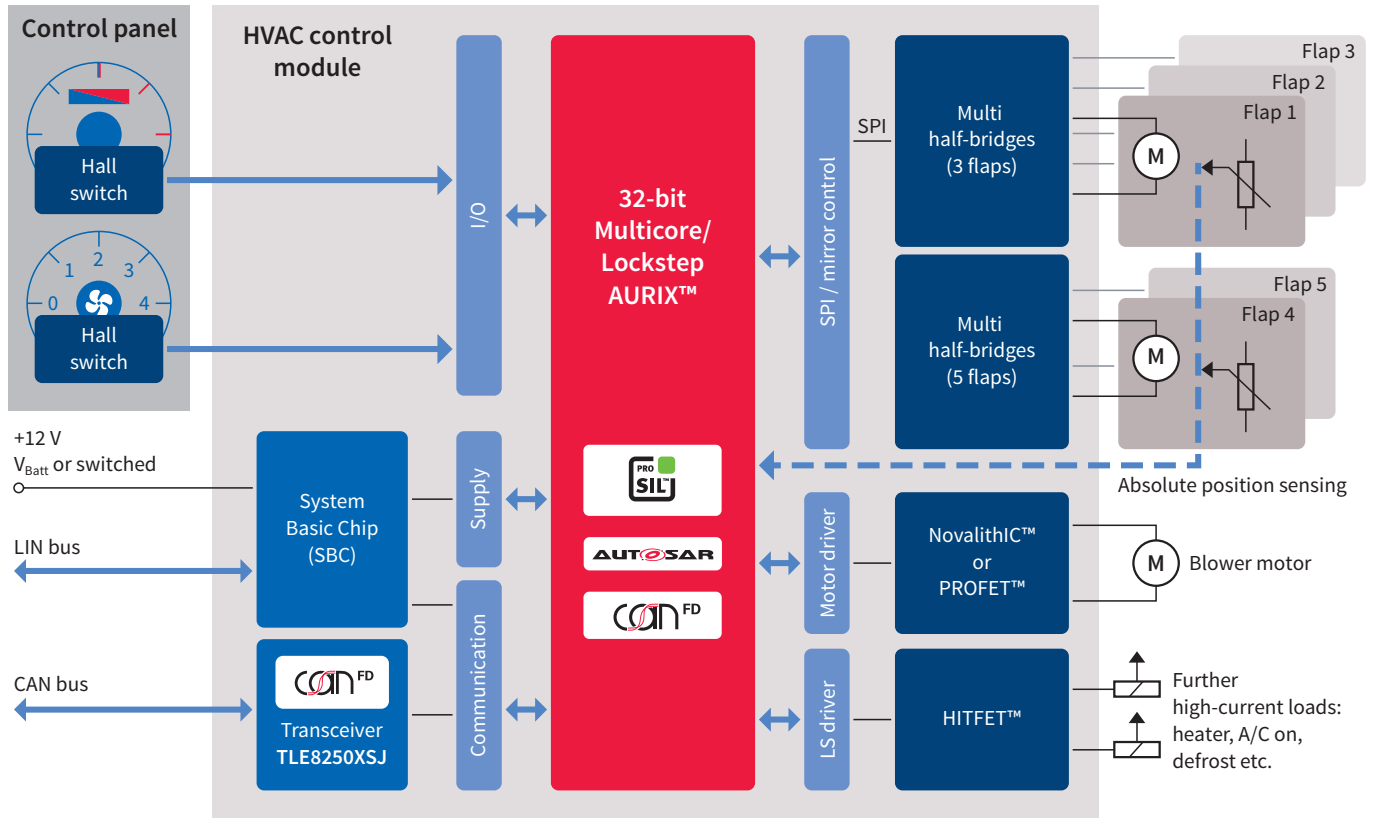 Control panel
Hall
switch
0
1
2
3
4
Hall
switch
HVAC control
module
I/O
32-bit
Multicore/
Lockstep
AURIX™
PRO
SIL™
AUTOSAR
CAN FD
SPI / mirror control
SPI
Multi
half-bridges
(3 flaps)
Multi
half-bridges
(5 flaps)
Flap 3
Flap 2
Flap 1
M
Flap 5
Flap 4
M
Absolute position sensing
+12 V
VBatt or switched
LIN bus
CAN bus
System
Basic Chip
(SBC)
CAN FD
Transceiver
TLE8250XSJ
Supply
Communication
Motor driver
NovalithIC™
or
PROFET™
M
Blower motor
LS driver
HITFET™
Further
high-current loads:
heater, A/C on,
defrost etc.